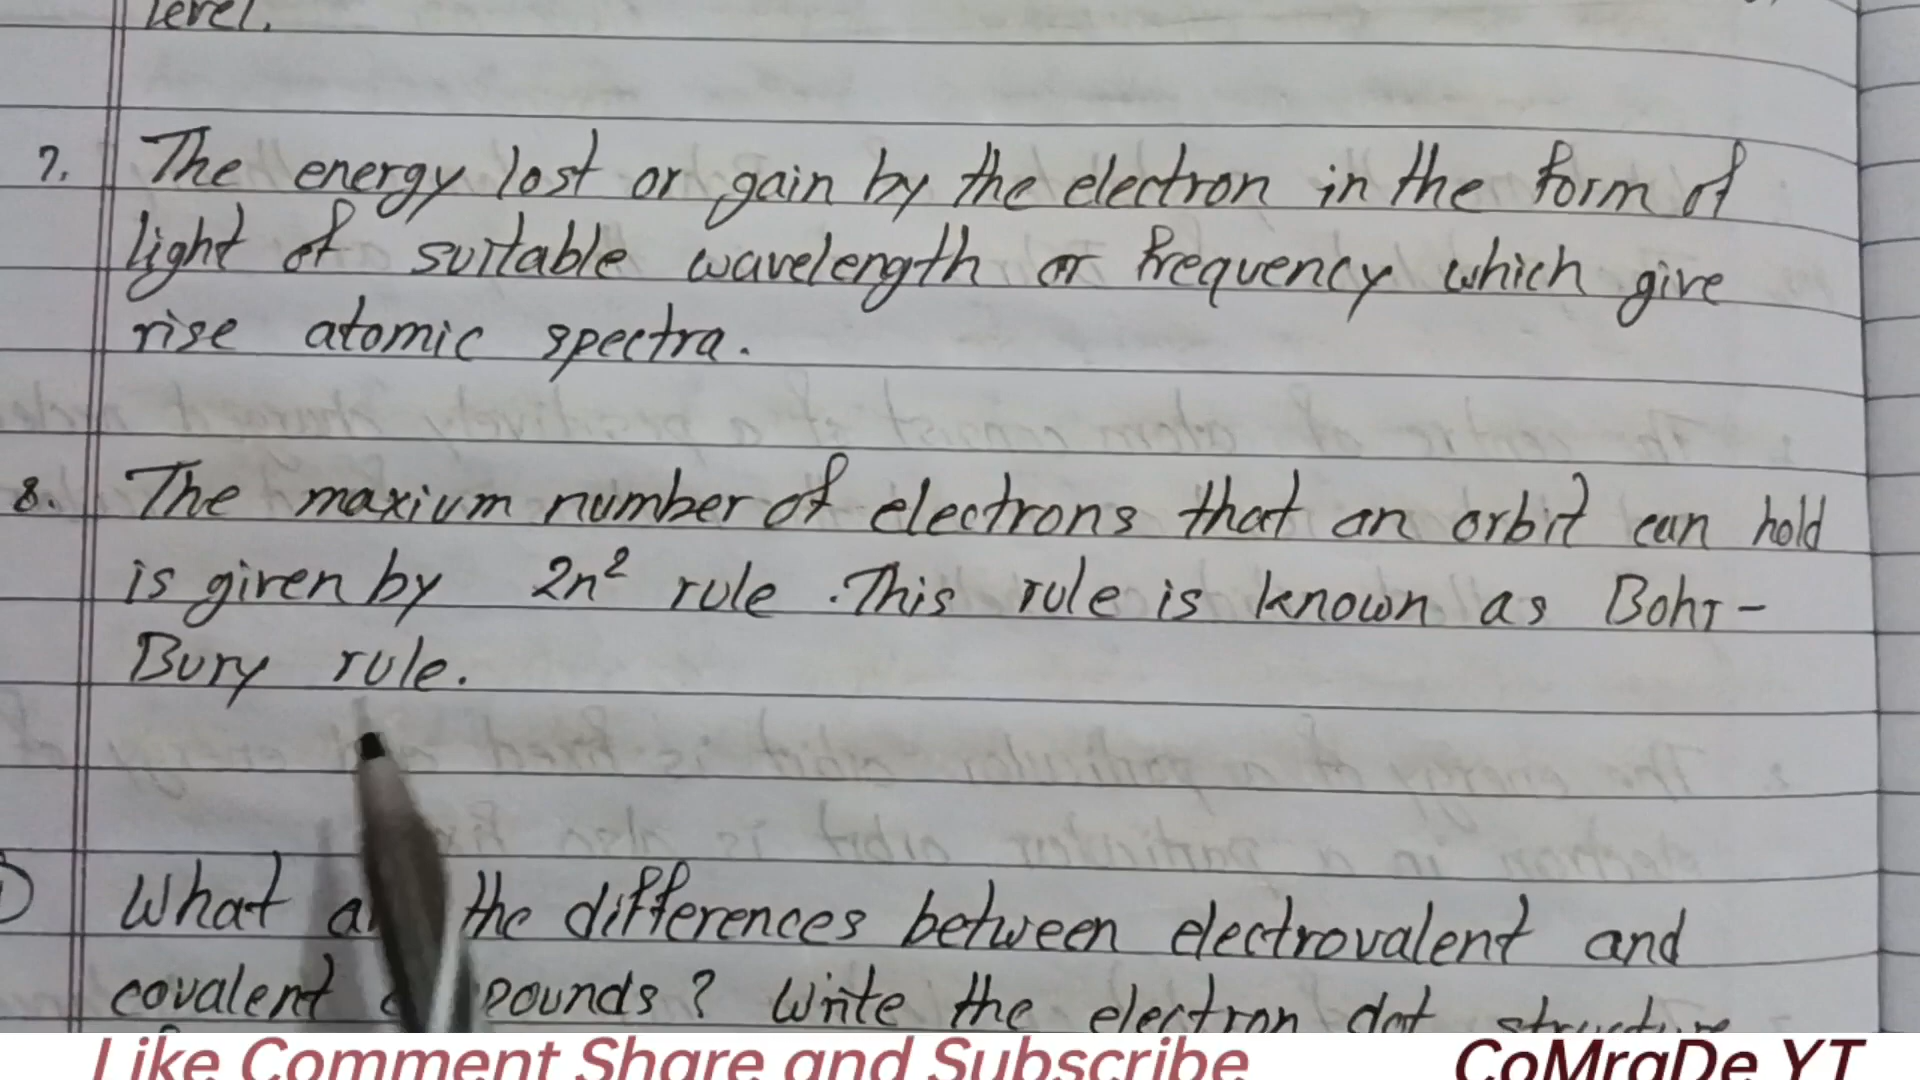 level.
7. The energy lost or gain by the electron in the form of
light of suitable wavelength or frequency which give
rise atomic spectra.
8. The maxium number of electrons that an orbit can hold
is given by 2n² rule. This rule is known as Bohr-
Bury rule.
What the differences between electrovalent and
covalent pounds? Write the electron dot structure
Like Comment Share and Subscribe CoMraDe YT